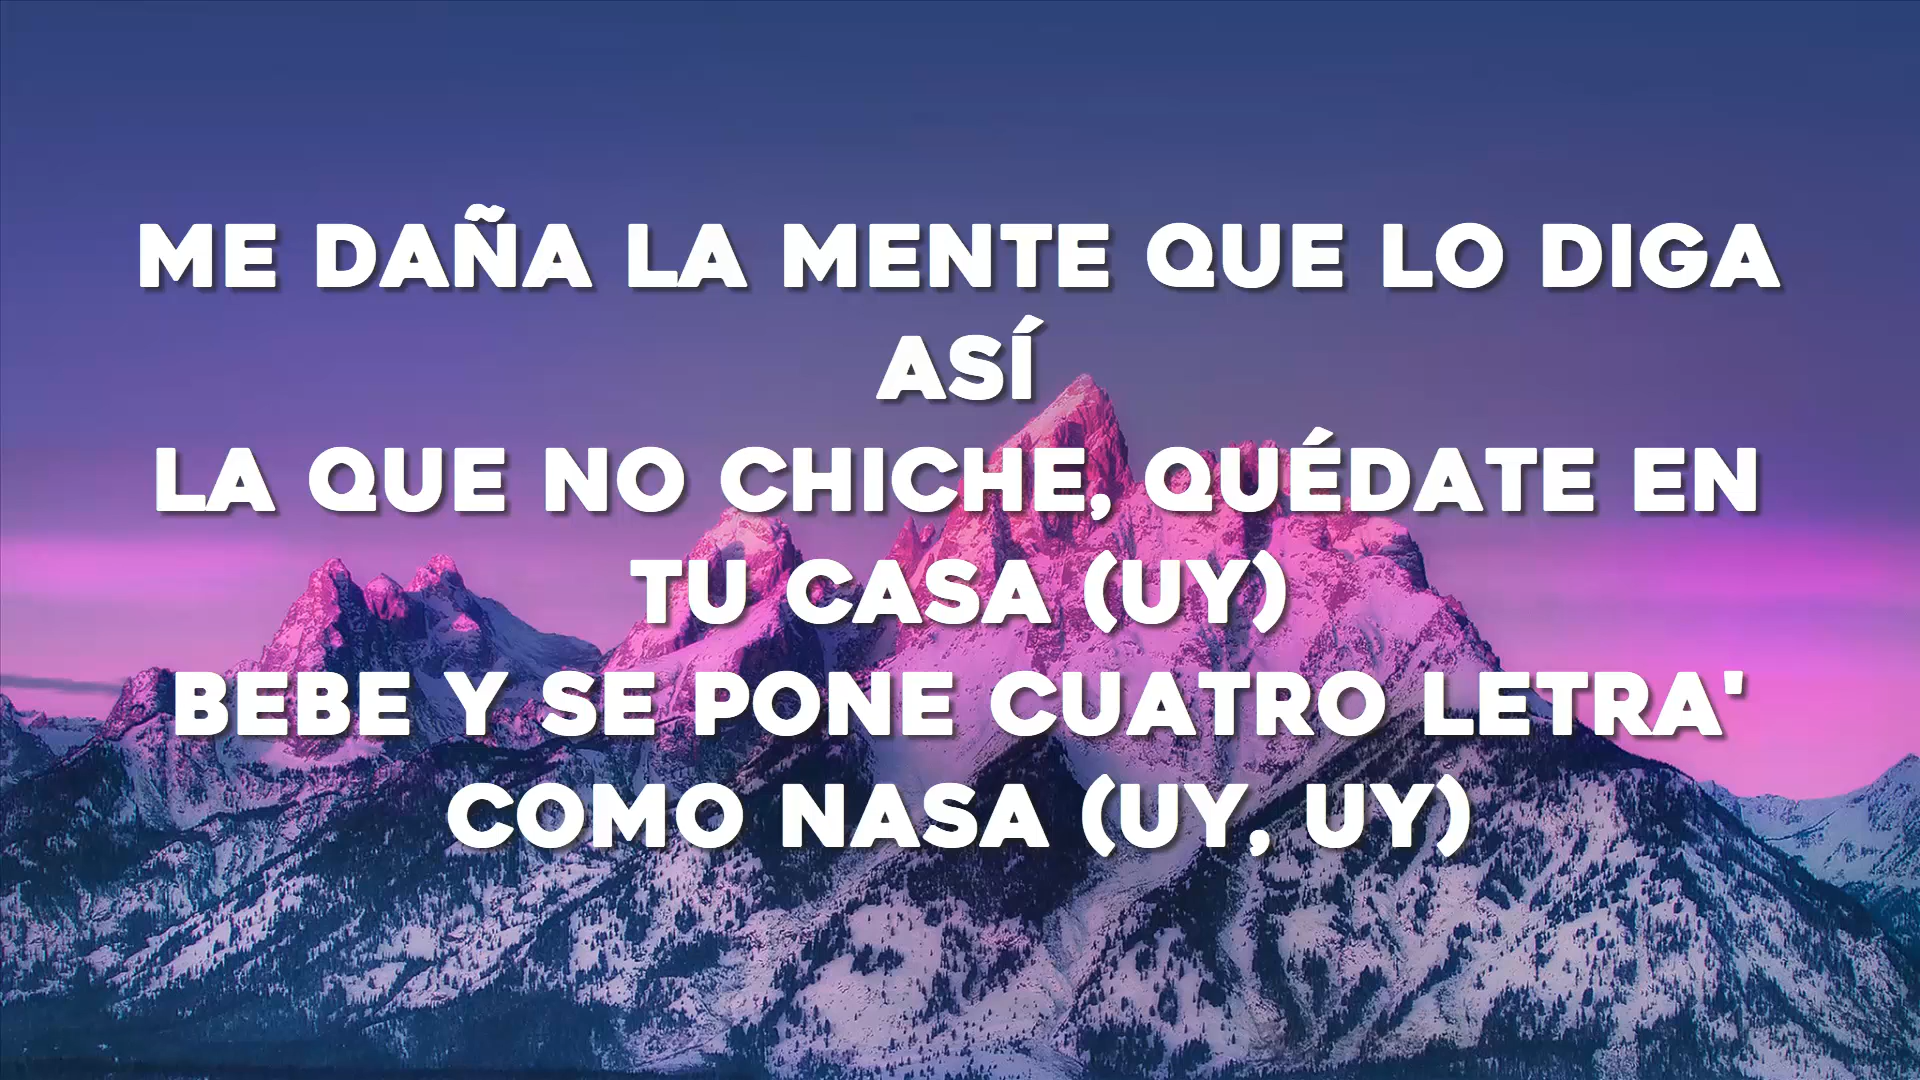 ME DAÑA LA MENTE QUE LO DIGA
ASÍ
LA QUE NO CHICHE, QUÉDATE EN
TU CASA (UY)
BEBE Y SE PONE CUATRO LETRA'
COMO NASA (UY, UY)